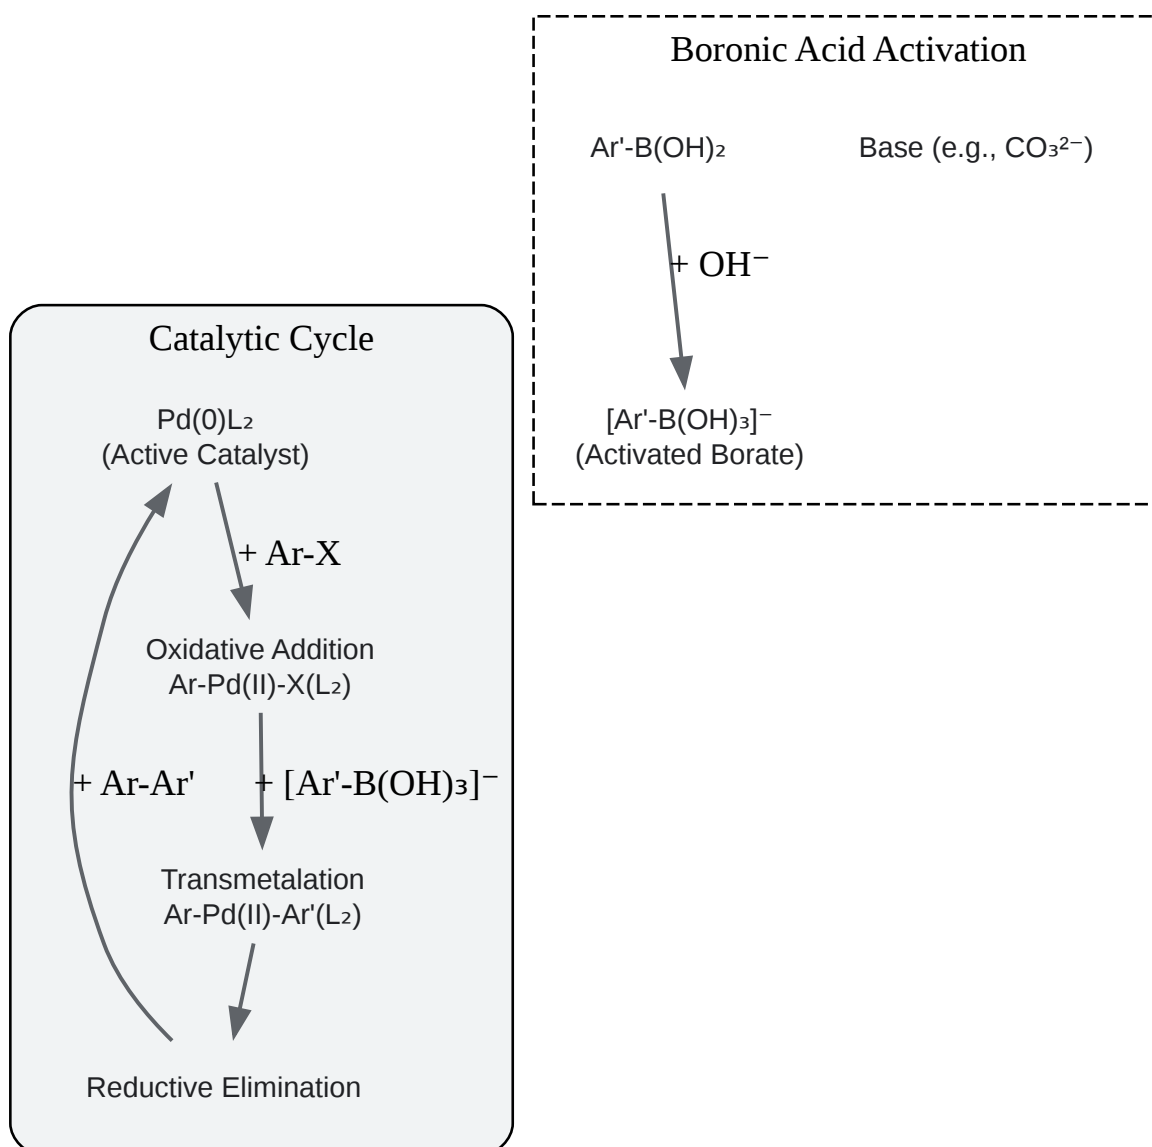 Boronic Acid Activation
Ar'-B(OH)₂
Base (e.g., CO₃²⁻)
+ OH⁻
[Ar'-B(OH)₃]⁻
(Activated Borate)
Catalytic Cycle
Pd(0)L₂
(Active Catalyst)
+ Ar-X
Oxidative Addition
Ar-Pd(II)-X(L₂)
+ Ar-Ar'
+ [Ar'-B(OH)₃]⁻
Transmetalation
Ar-Pd(II)-Ar'(L₂)
Reductive Elimination